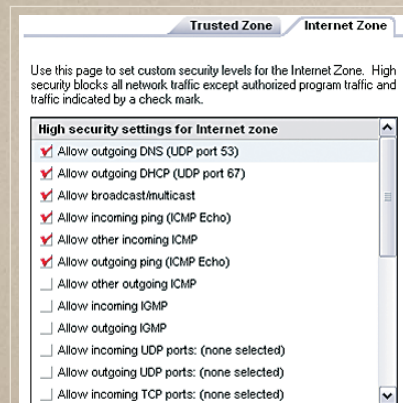 Trusted Zone Internet Zone
Use this page to set custom security levels for the Internet Zone. High
security blocks all network traffic except authorized program traffic and
traffic indicated by a check mark.
High security settings for Internet zone
Allow outgoing DNS (UDP port 53)
Allow outgoing DHCP (UDP port 67)
Allow broadcast/multicast
Allow incoming ping (ICMP Echo)
Allow other incoming ICMP
Allow outgoing ping (ICMP Echo)
Allow other outgoing ICMP
Allow incoming IGMP
Allow outgoing IGMP
Allow incoming UDP ports: (none selected)
Allow outgoing UDP ports: (none selected)
Allow incoming TCP ports: (none selected)